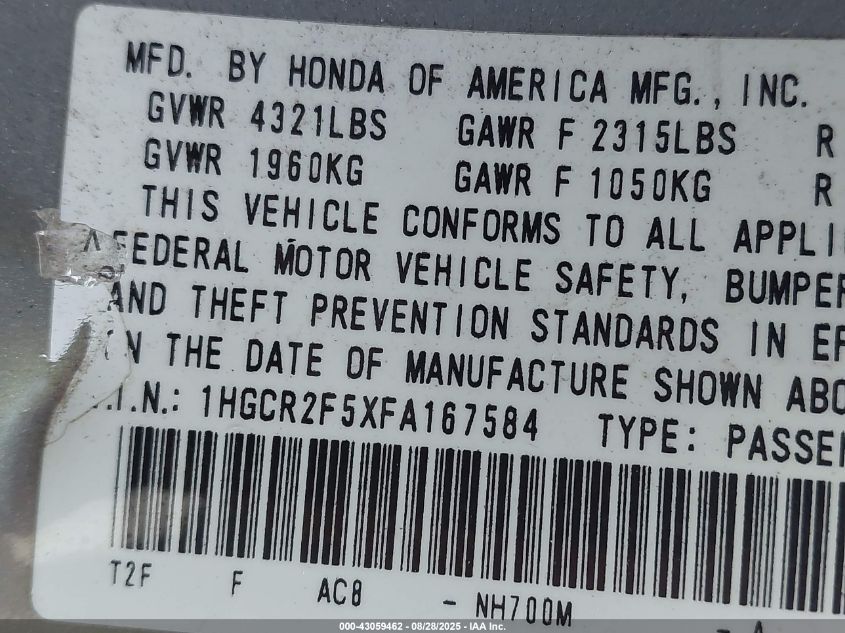 MFD. BY HONDA OF AMERICA MFG., INC.
GVWR 4321LBS GAWR F 2315LBS R
GVWR 1960KG GAWR F 1050KG R
THIS VEHICLE CONFORMS TO ALL APPLI
FEDERAL MOTOR VEHICLE SAFETY, BUMPER
AND THEFT PREVENTION STANDARDS IN EF
N THE DATE OF MANUFACTURE SHOWN ABO
.I.N.: 1HGCR2F5XFA167584 TYPE: PASSEN
T2F F AC8 - NH700M - A
000-43059462 - 08/28/2025 - IAA Inc.